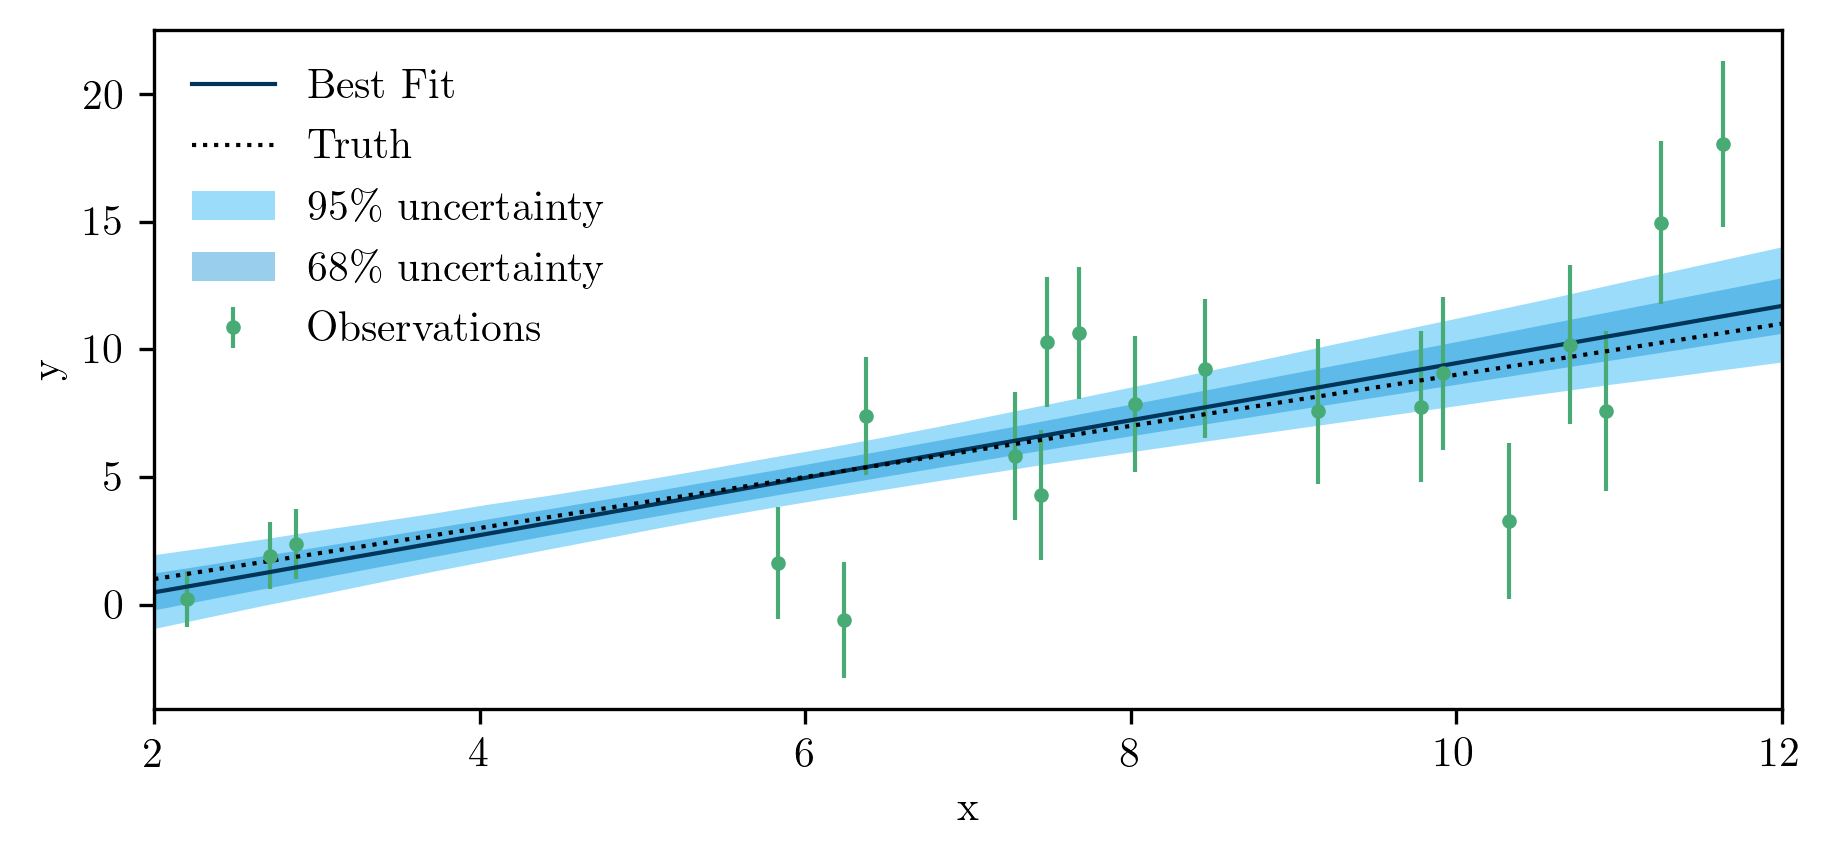 Best Fit
Truth
95% uncertainty
68% uncertainty
Observations
20
15
10
5
0
y
2 4 6 8 10 12
x